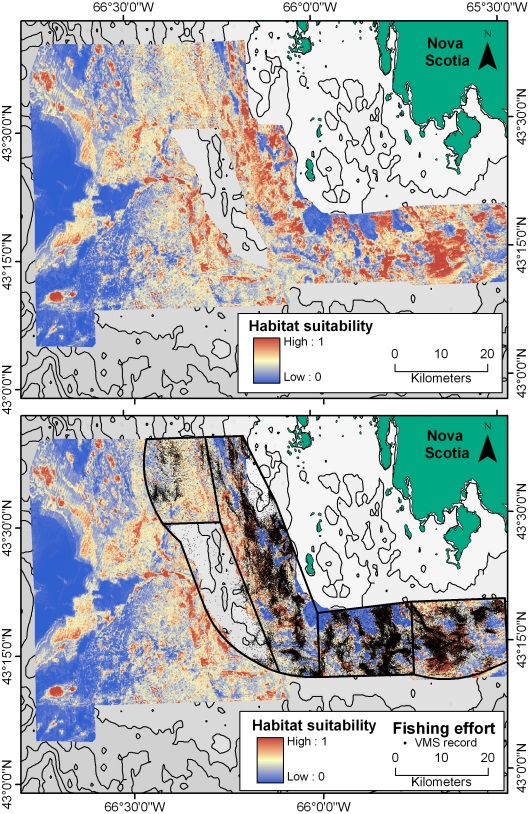 66°30'0"W 66°0'0"W 65°30'0"W
Nova
Scotia
N
43°30'0"N
43°15'0"N
43°0'0"N
43°30'0"N
43°15'0"N
43°0'0"N
Habitat suitability
High : 1
Low : 0
0 10 20
Kilometers
Nova
Scotia
N
43°30'0"N
43°15'0"N
43°0'0"N
43°30'0"N
43°15'0"N
43°0'0"N
Habitat suitability
High : 1
Low : 0
Fishing effort
• VMS record
0 10 20
Kilometers
66°30'0"W 66°0'0"W